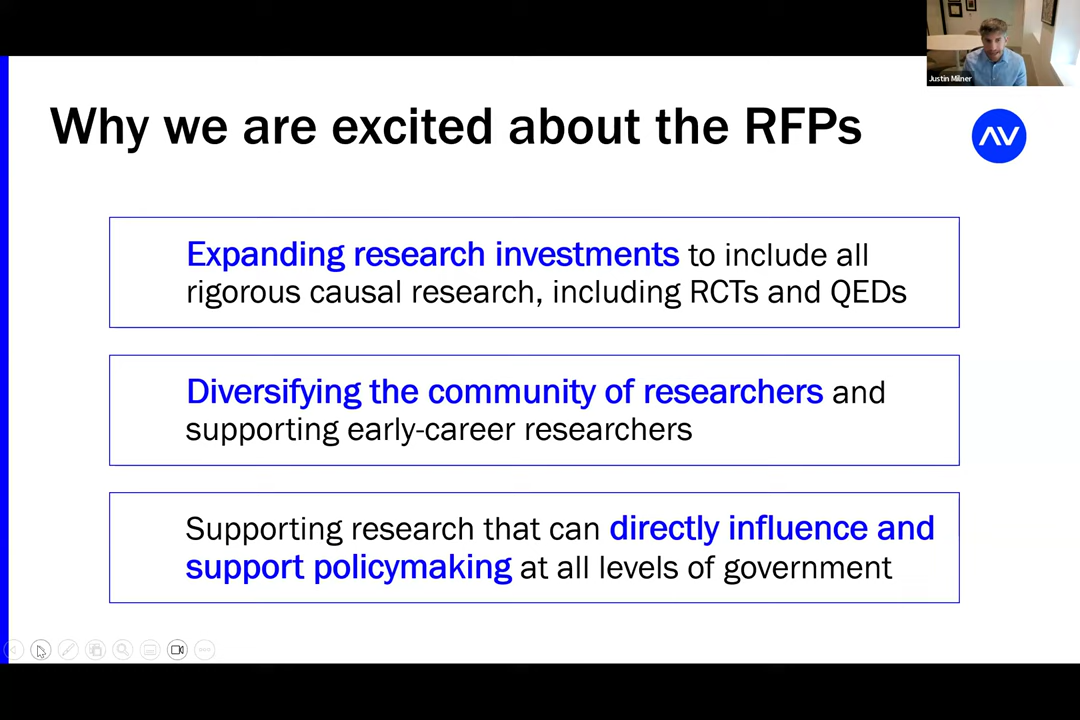 Justin Milner
Why we are excited about the RFPs
AV
Expanding research investments to include all
rigorous causal research, including RCTs and QEDs
Diversifying the community of researchers and
supporting early-career researchers
Supporting research that can directly influence and
support policymaking at all levels of government